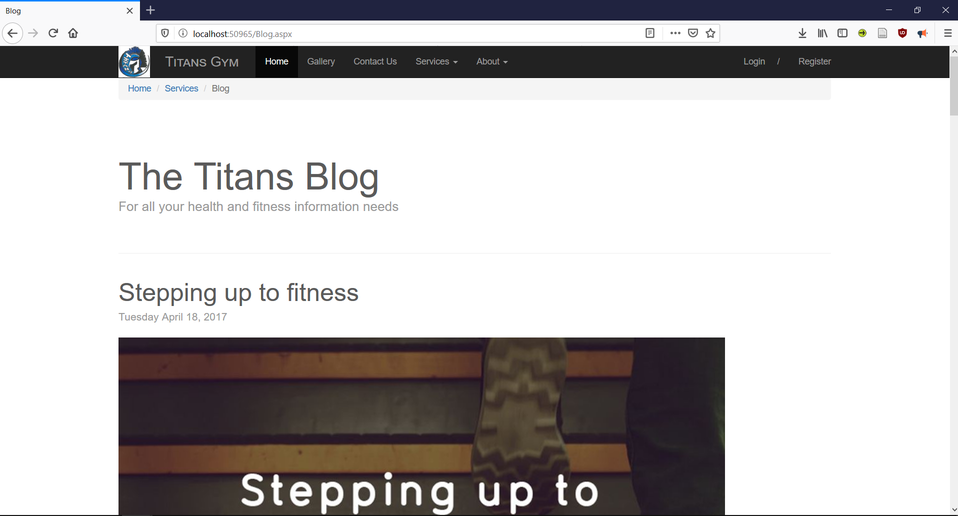 Blog
localhost:50965/Blog.aspx
Titans Gym Home Gallery Contact Us Services About Login / Register
Home / Services / Blog
The Titans Blog
For all your health and fitness information needs
Stepping up to fitness
Tuesday April 18, 2017
Stepping up to